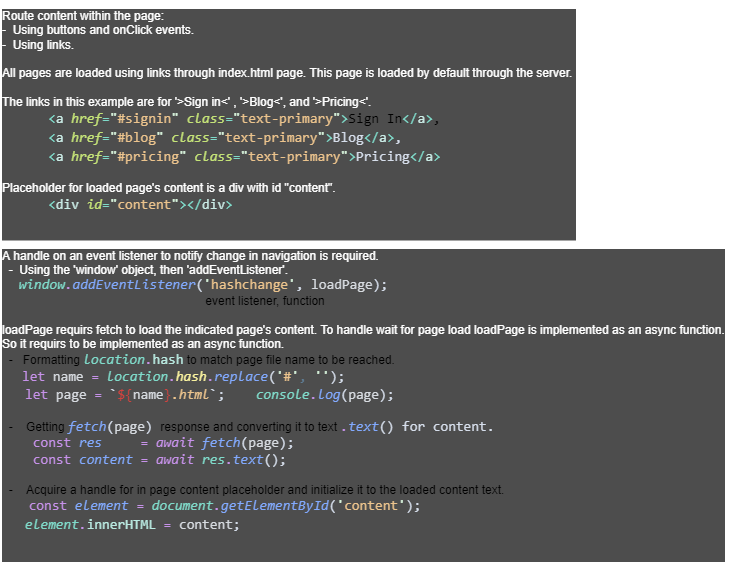 Route content within the page:
- Using buttons and onClick events.
- Using links.
All pages are loaded using links through index.html page. This page is loaded by default through the server.
The links in this example are for '>Sign in<' , '>Blog<', and '>Pricing<'.
<a href="#signin" class="text-primary">Sign In</a>,
<a href="#blog" class="text-primary">Blog</a>,
<a href="#pricing" class="text-primary">Pricing</a>
Placeholder for loaded page's content is a div with id "content".
<div id="content"></div>
A handle on an event listener to notify change in navigation is required.
- Using the 'window' object, then 'addEventListener'.
window.addEventListener('hashchange', loadPage);
event listener, function
loadPage requirs fetch to load the indicated page's content. To handle wait for page load loadPage is implemented as an async function.
So it requirs to be implemented as an async function.
- Formatting location.hash to match page file name to be reached.
let name = location.hash.replace('#', '');
let page = `${name}.html`; console.log(page);
- Getting fetch(page) response and converting it to text .text() for content.
const res = await fetch(page);
const content = await res.text();
- Acquire a handle for in page content placeholder and initialize it to the loaded content text.
const element = document.getElementById('content');
element.innerHTML = content;